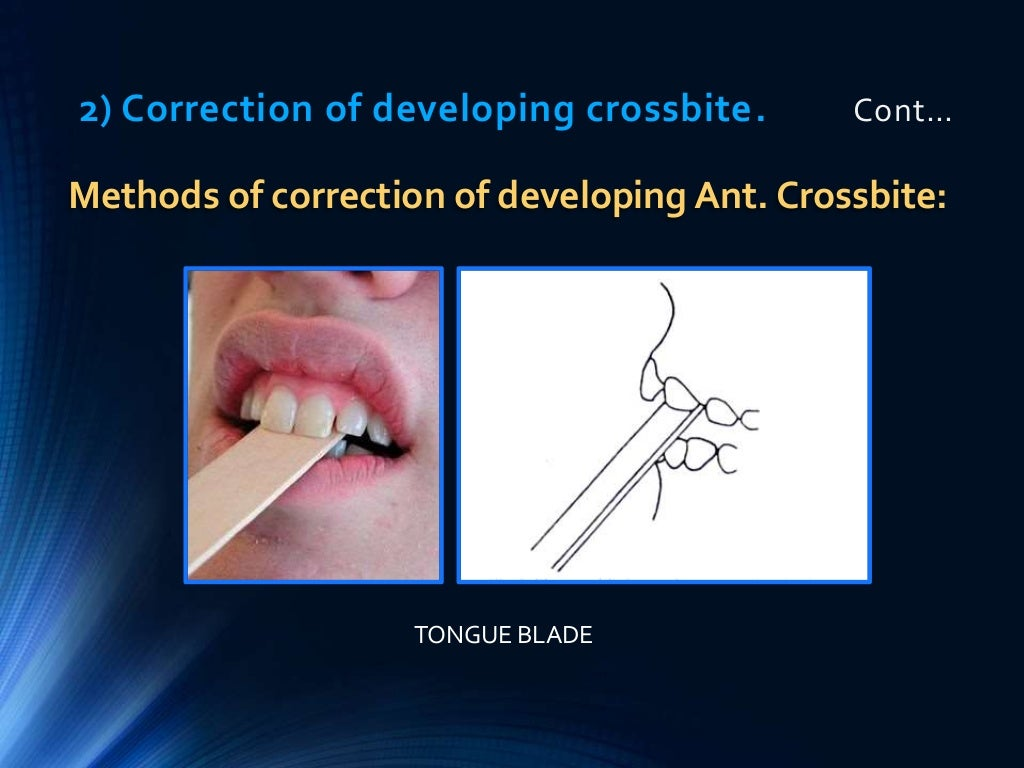 2) Correction of developing crossbite. Cont...
Methods of correction of developing Ant. Crossbite:
TONGUE BLADE